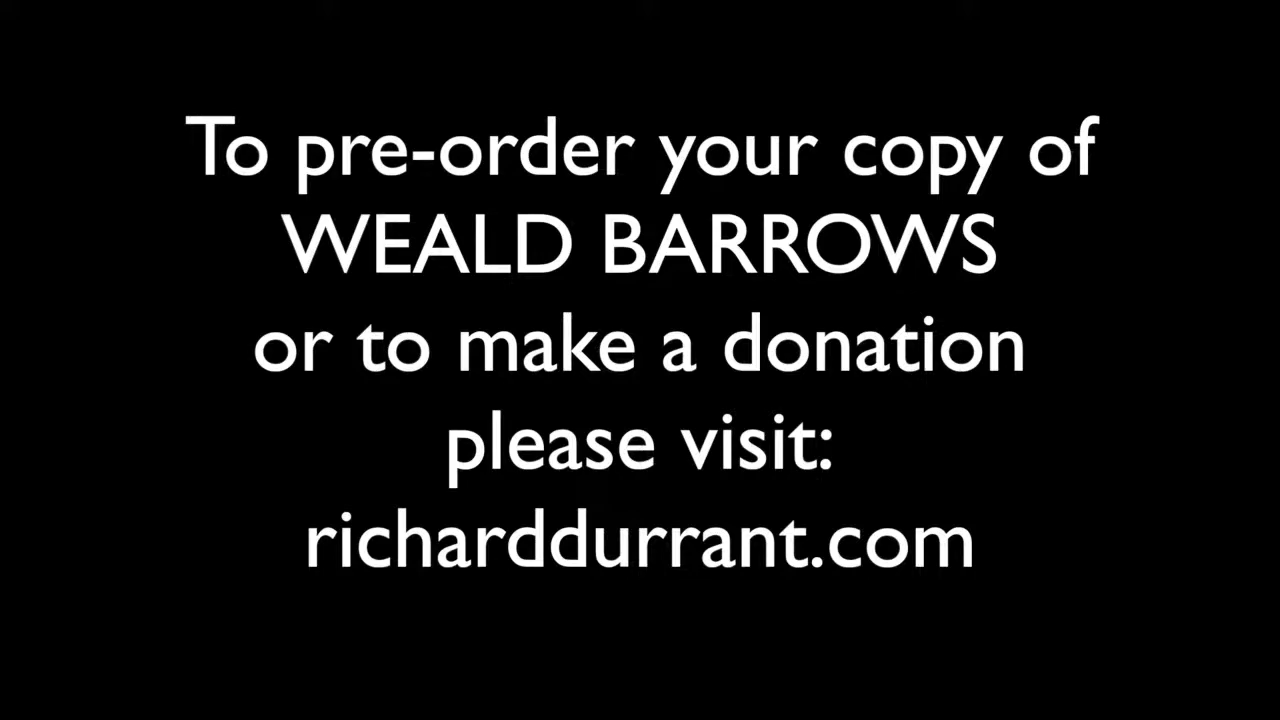 To pre-order your copy of
WEALD BARROWS
or to make a donation
please visit:
richarddurrant.com